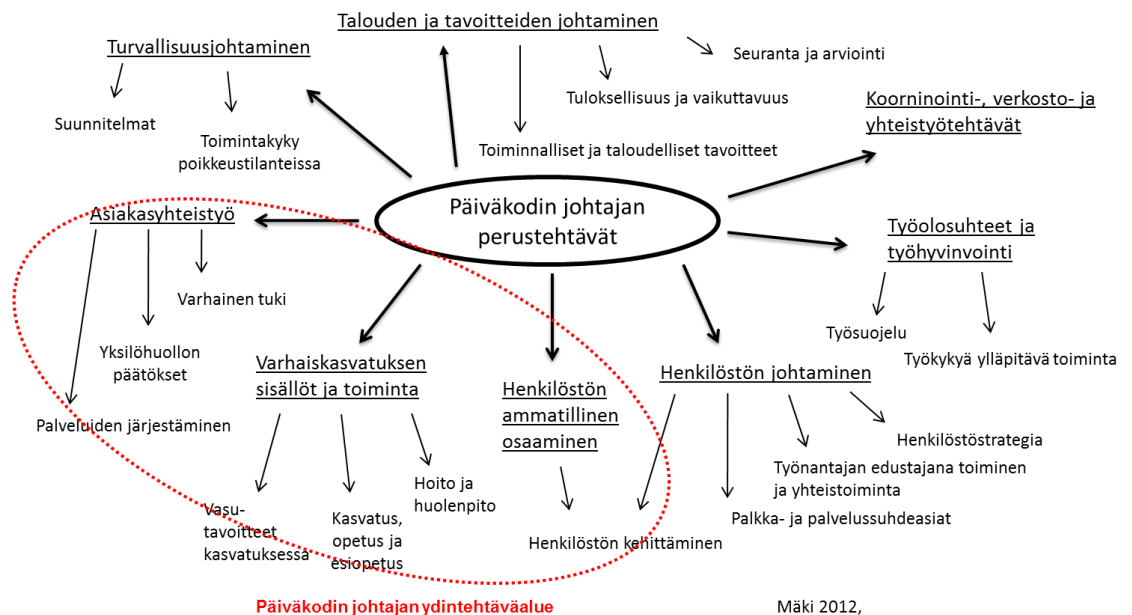 Talouden ja tavoitteiden johtaminen
Turvallisuusjohtaminen
Seuranta ja arviointi
Tuloksellisuus ja vaikuttavuus
Koorninointi-, verkosto- ja
yhteistyötehtävät
Suunnitelmat
Toimintakyky
poikkeustilanteissa
Toiminnalliset ja taloudelliset tavoitteet
Päiväkodin johtajan
perustehtävät
Asiakasyhteistyö
Työolosuhteet ja
työhyvinvointi
Varhainen tuki
Työsuojelu
Työkykyä ylläpitävä toiminta
Yksilöhuollon
päätökset
Varhaiskasvatuksen
sisällöt ja toiminta
Henkilöstön
ammatillinen
osaaminen
Henkilöstön johtaminen
Palveluiden järjestäminen
Henkilöstöstrategia
Työnantajan edustajana toiminen
ja yhteistoiminta
Hoito ja
huolenpito
Vasu-
tavoitteet
kasvatuksessa
Kasvatus,
opetus ja
esiopetus
Palkka- ja palvelussuhdeasiat
Henkilöstön kehittäminen
Päiväkodin johtajan ydintehtäväalue
Mäki 2012,